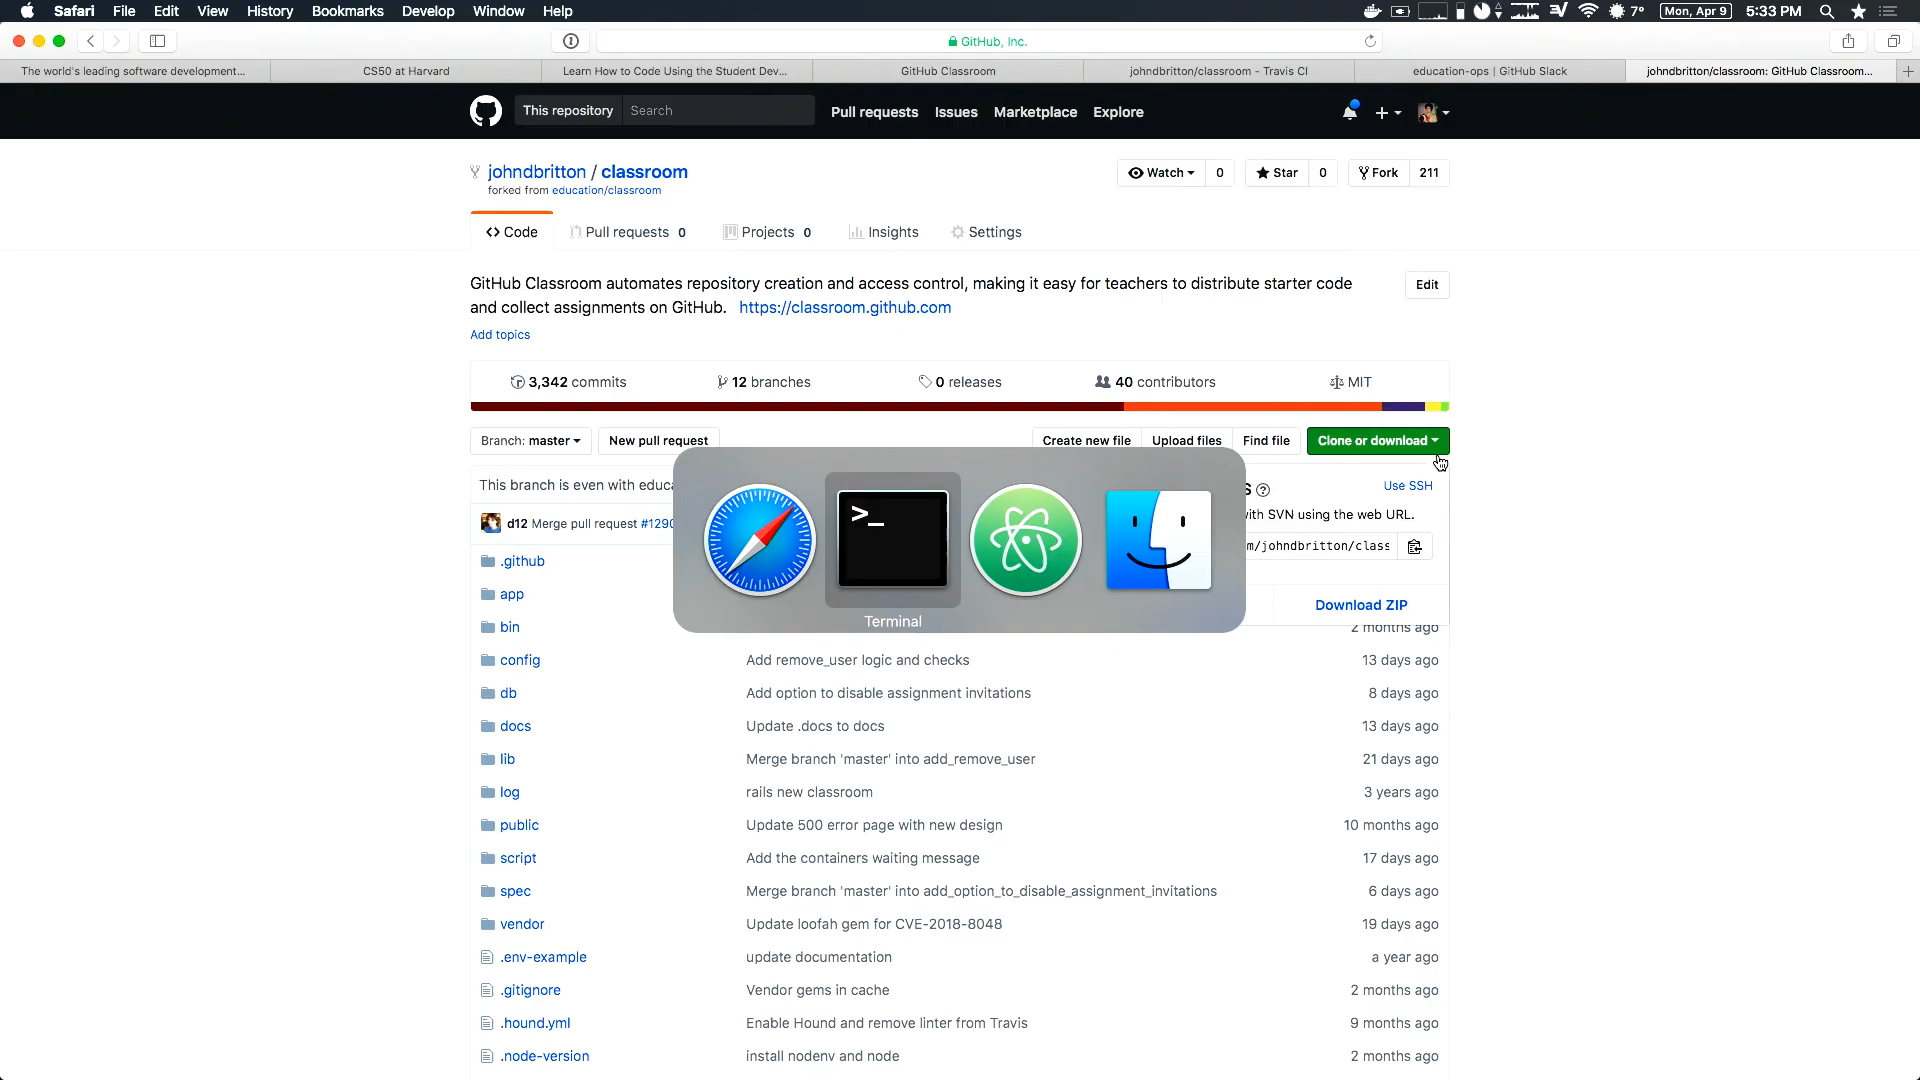 Safari File Edit View History Bookmarks Develop Window Help 7° Mon, Apr 9 5:33 PM
GitHub, Inc.
The world's leading software development... CS50 at Harvard Learn How to Code Using the Student Dev... GitHub Classroom johndbritton/classroom - Travis CI education-ops | GitHub Slack johndbritton/classroom: GitHub Classroom...
This repository Search Pull requests Issues Marketplace Explore
johndbritton / classroom Watch 0 Star 0 Fork 211
forked from education/classroom
Code Pull requests 0 Projects 0 Insights Settings
GitHub Classroom automates repository creation and access control, making it easy for teachers to distribute starter code Edit
and collect assignments on GitHub. https://classroom.github.com
Add topics
3,342 commits 12 branches 0 releases 40 contributors MIT
Branch: master New pull request Create new file Upload files Find file Clone or download
This branch is even with educa S Use SSH
with SVN using the web URL.
d12 Merge pull request #1290
m/johndbritton/class
>_
.github
app Download ZIP
Terminal
bin 2 months ago
config Add remove_user logic and checks 13 days ago
db Add option to disable assignment invitations 8 days ago
docs Update .docs to docs 13 days ago
lib Merge branch 'master' into add_remove_user 21 days ago
log rails new classroom 3 years ago
public Update 500 error page with new design 10 months ago
script Add the containers waiting message 17 days ago
spec Merge branch 'master' into add_option_to_disable_assignment_invitations 6 days ago
vendor Update loofah gem for CVE-2018-8048 19 days ago
.env-example update documentation a year ago
.gitignore Vendor gems in cache 2 months ago
.hound.yml Enable Hound and remove linter from Travis 9 months ago
.node-version install nodenv and node 2 months ago